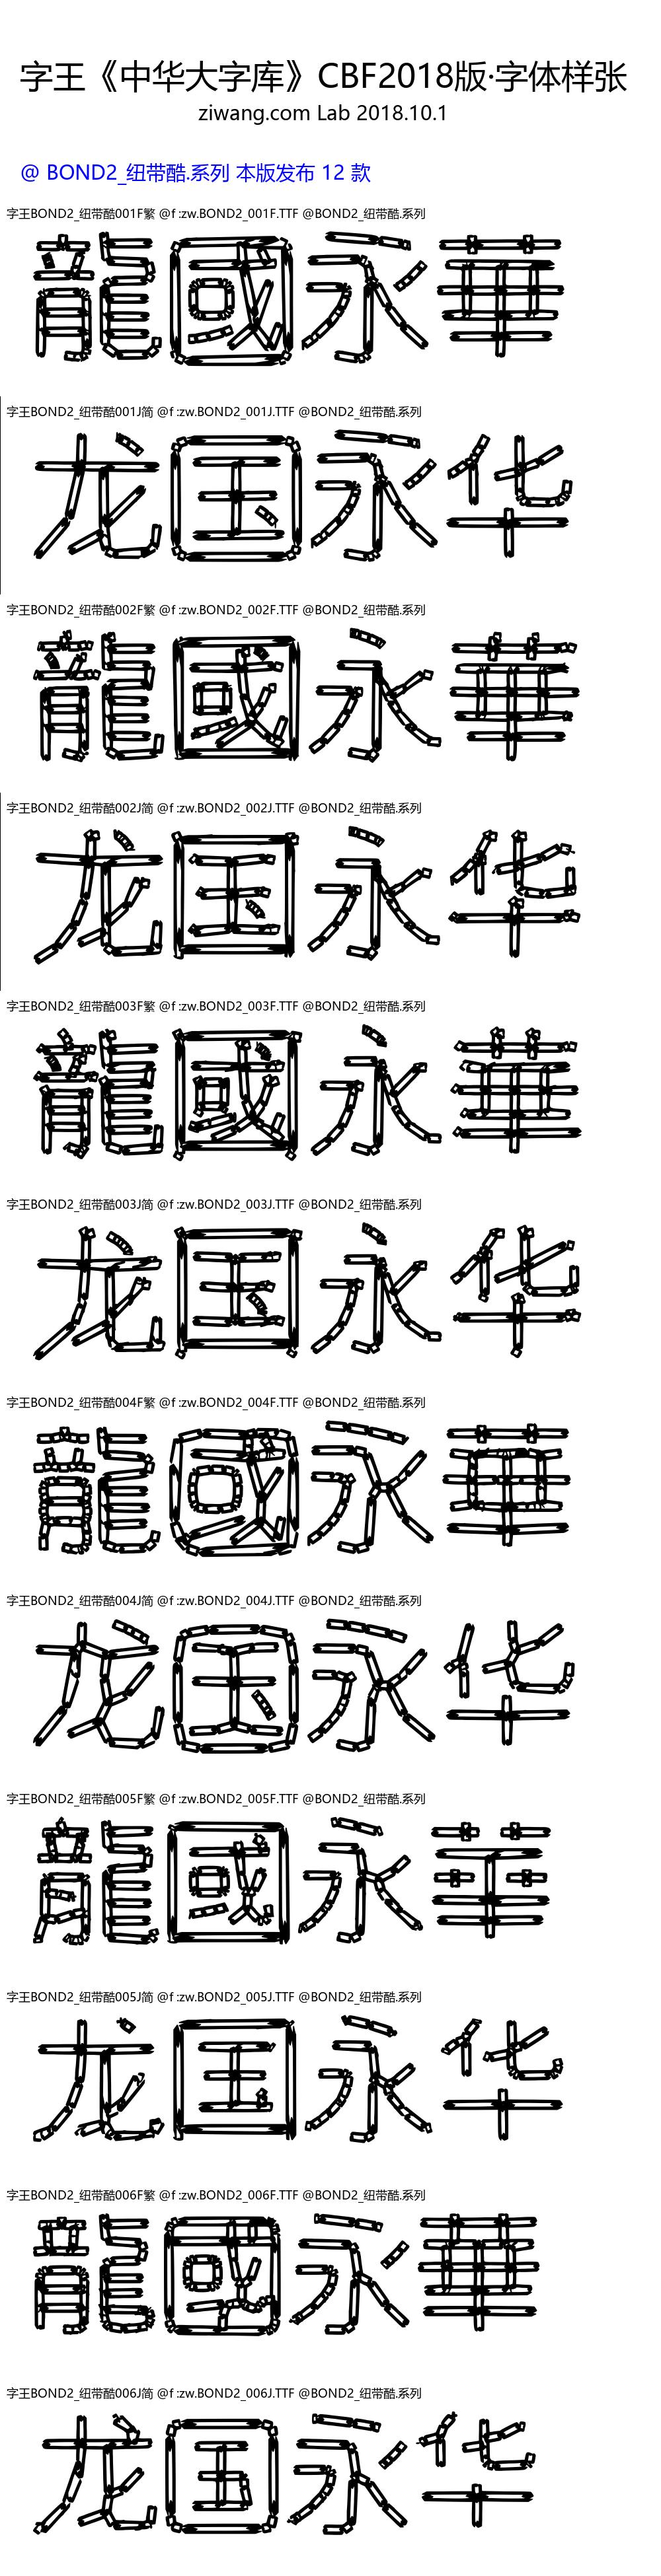 字王《中华大字库》CBF2018版·字体样张
ziwang.com Lab 2018.10.1
@ BOND2_纽带酷.系列 本版发布 12 款
字王BOND2_纽带酷001F繁 @f :zw.BOND2_001F.TTF @BOND2_纽带酷.系列
龍國永華
字王BOND2_纽带酷001J简 @f :zw.BOND2_001J.TTF @BOND2_纽带酷.系列
龙国永华
字王BOND2_纽带酷002F繁 @f :zw.BOND2_002F.TTF @BOND2_纽带酷.系列
龍國永華
字王BOND2_纽带酷002J简 @f :zw.BOND2_002J.TTF @BOND2_纽带酷.系列
龙国永华
字王BOND2_纽带酷003F繁 @f :zw.BOND2_003F.TTF @BOND2_纽带酷.系列
龍國永華
字王BOND2_纽带酷003J简 @f :zw.BOND2_003J.TTF @BOND2_纽带酷.系列
龙国永华
字王BOND2_纽带酷004F繁 @f :zw.BOND2_004F.TTF @BOND2_纽带酷.系列
龍國永華
字王BOND2_纽带酷004J简 @f :zw.BOND2_004J.TTF @BOND2_纽带酷.系列
龙国永华
字王BOND2_纽带酷005F繁 @f :zw.BOND2_005F.TTF @BOND2_纽带酷.系列
龍國永華
字王BOND2_纽带酷005J简 @f :zw.BOND2_005J.TTF @BOND2_纽带酷.系列
龙国永华
字王BOND2_纽带酷006F繁 @f :zw.BOND2_006F.TTF @BOND2_纽带酷.系列
龍國永華
字王BOND2_纽带酷006J简 @f :zw.BOND2_006J.TTF @BOND2_纽带酷.系列
龙国永华